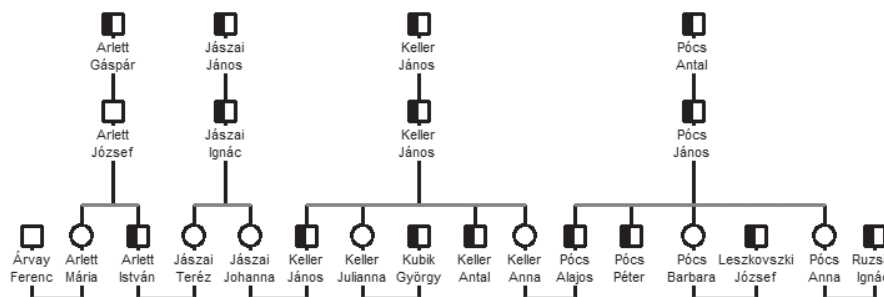 Arlett
Gáspár
Jászai
János
Keller
János
Pócs
Antal
Arlett
József
Jászai
Ignác
Keller
János
Pócs
János
Árvay
Ferenc
Arlett
Mária
Arlett
István
Jászai
Teréz
Jászai
Johanna
Keller
János
Keller
Julianna
Kubik
György
Keller
Antal
Keller
Anna
Pócs
Alajos
Pócs
Péter
Pócs
Barbara
Leszkovszki
József
Pócs
Anna
Ruzs
Ignác